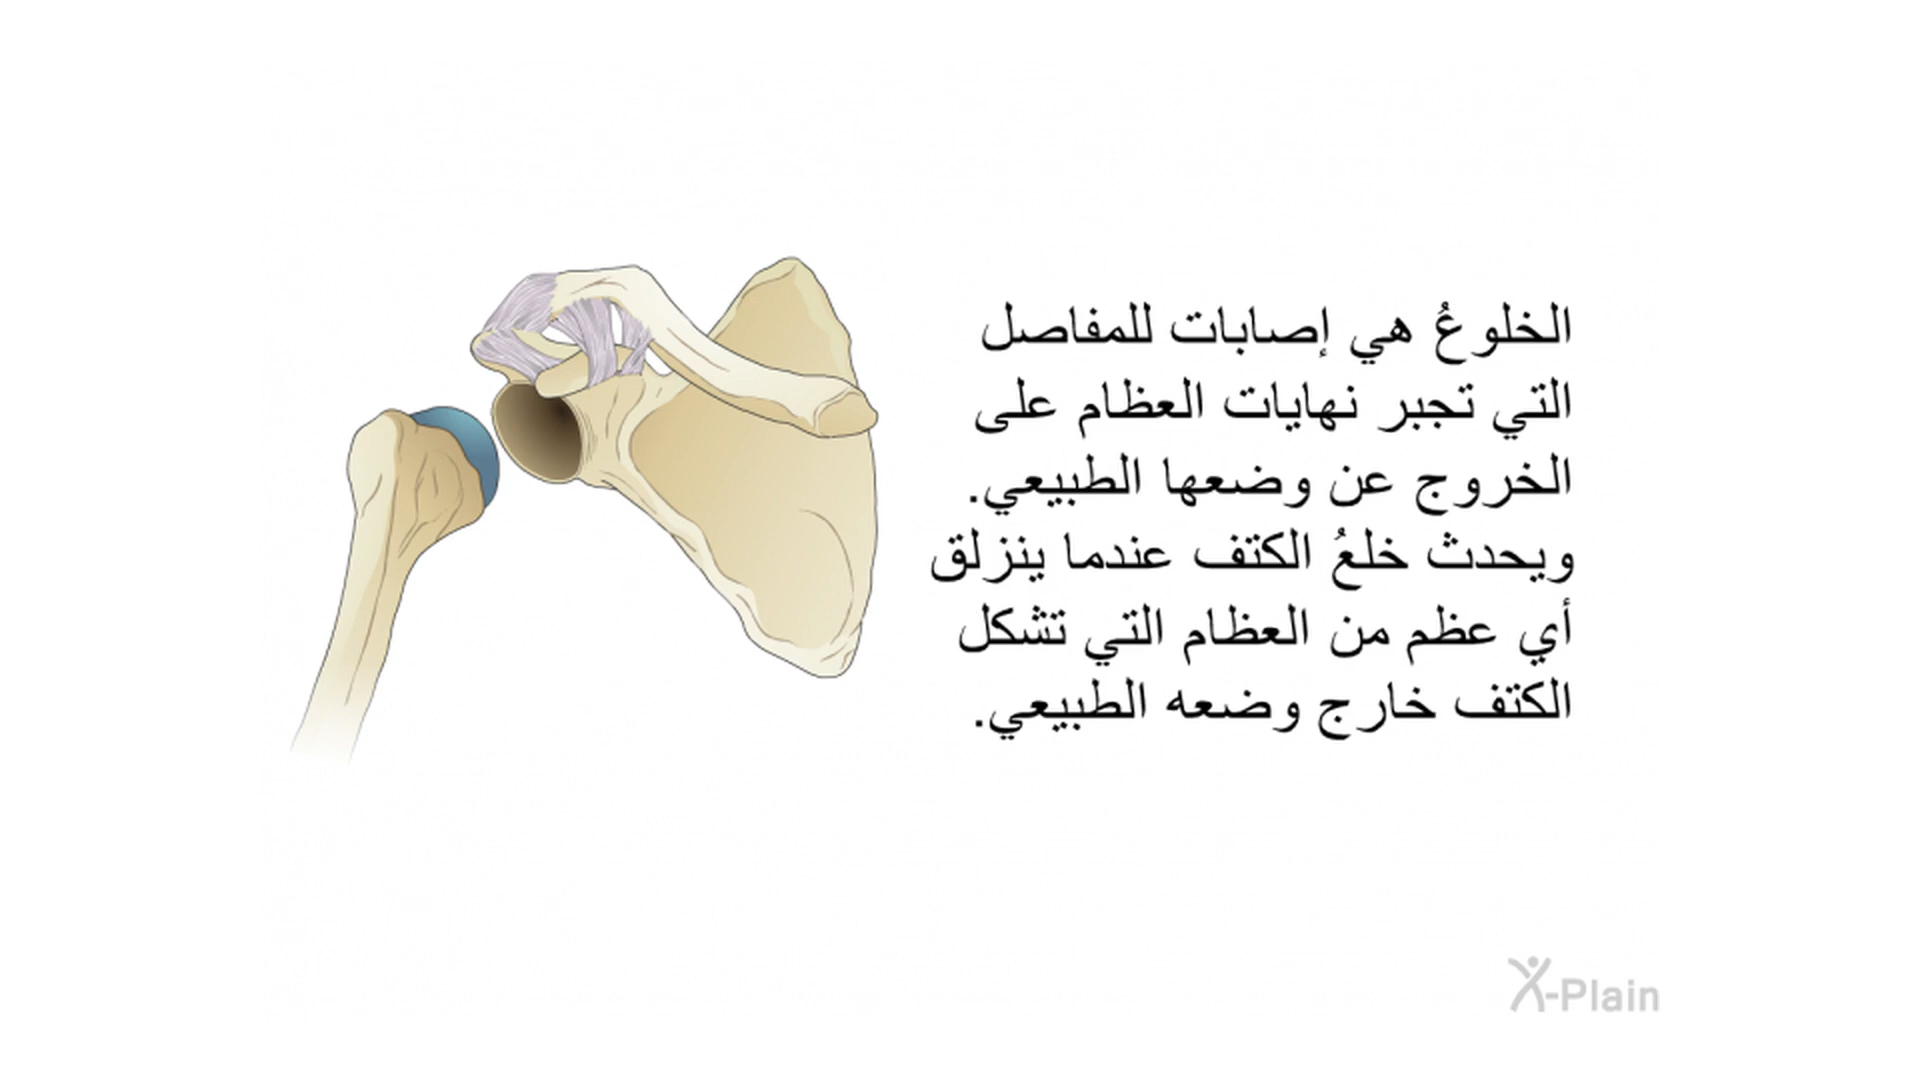 الخلوعُ هي إصابات للمفاصل
التي تجبر نهايات العظام على
الخروج عن وضعها الطبيعي.
ويحدث خلعُ الكتف عندما ينزلق
أي عظم من العظام التي تشكل
الكتف خارج وضعه الطبيعي.
X-Plain